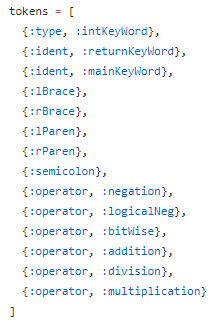 tokens = [
{:type, :intKeyWord},
{:ident, :returnKeyWord},
{:ident, :mainKeyWord},
{:lBrace},
{:rBrace},
{:lParen},
{:rParen},
{:semicolon},
{:operator, :negation},
{:operator, :logicalNeg},
{:operator, :bitWise},
{:operator, :addition},
{:operator, :division},
{:operator, :multiplication}
]